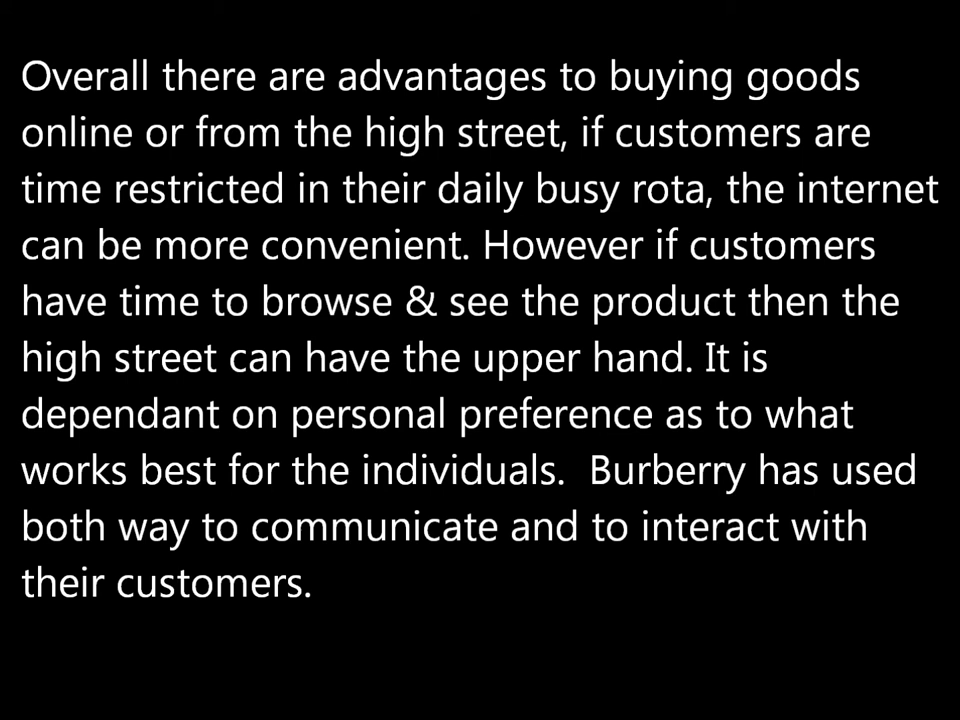 Overall there are advantages to buying goods
online or from the high street, if customers are
time restricted in their daily busy rota, the internet
can be more convenient. However if customers
have time to browse & see the product then the
high street can have the upper hand. It is
dependant on personal preference as to what
works best for the individuals.  Burberry has used
both way to communicate and to interact with
their customers.